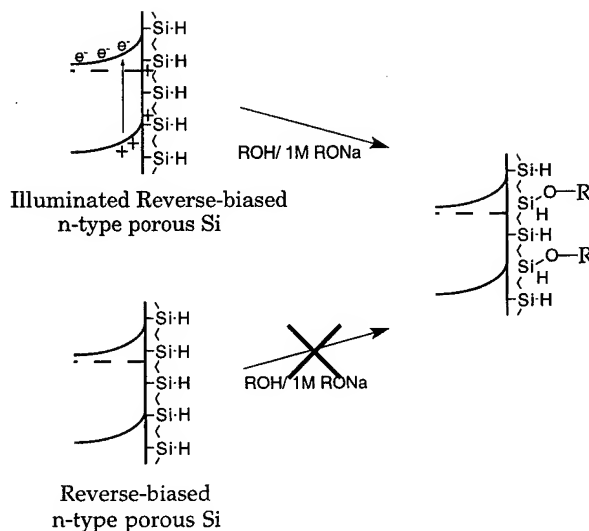 e⁻ e⁻ e⁻
+
+
+ +
Si-H
Si-H
Si-H
Si-H
Si-H
ROH/ 1M RONa
Illuminated Reverse-biased
n-type porous Si
Si-H
Si O—R
H
Si-H
Si O—R
H
Si-H
Si-H
Si-H
Si-H
Si-H
Si-H
ROH/ 1M RONa
Reverse-biased
n-type porous Si